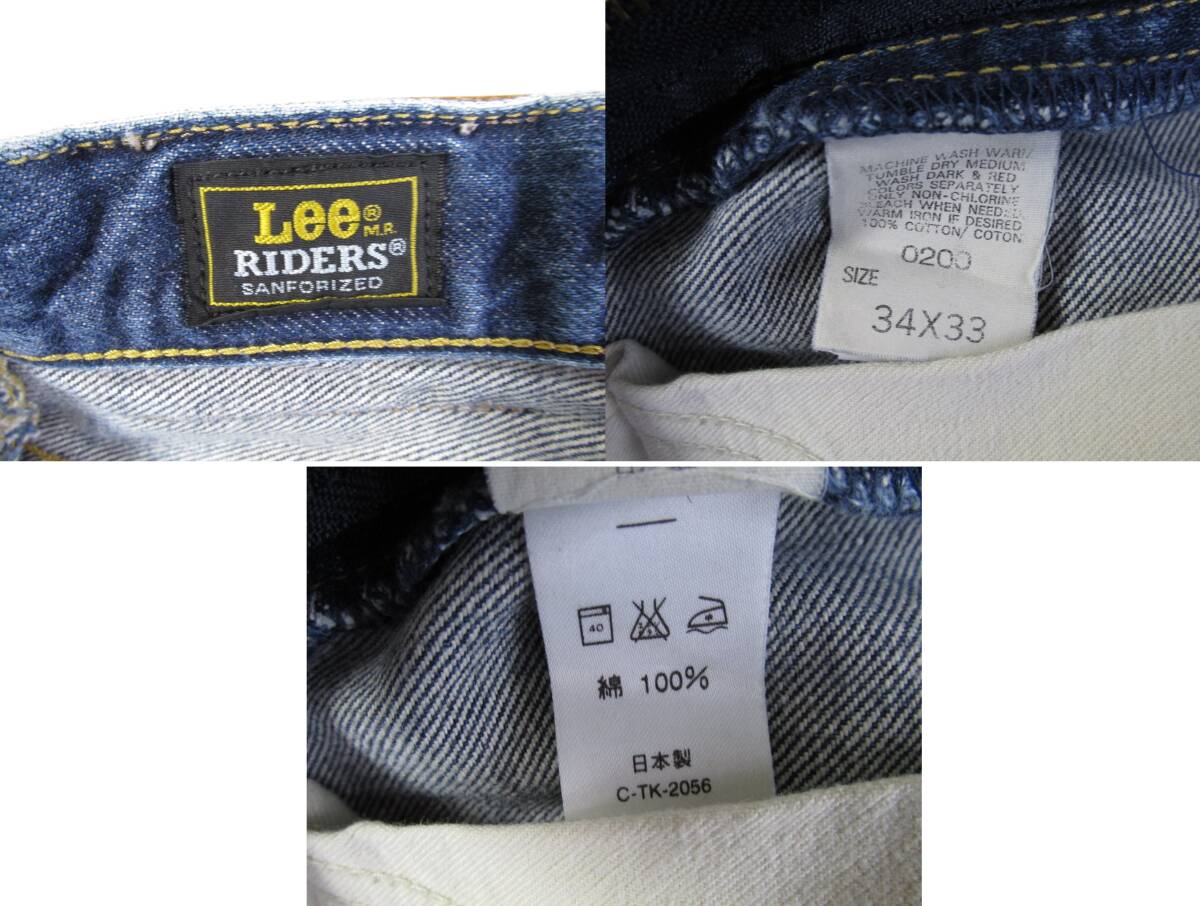 Lee®
M.R.
RIDERS®
SANFORIZED
MACHINE WASH WARM/
TUMBLE DRY MEDIUM
WASH DARK & RED
COLORS SEPARATELY
ONLY NON-CHLORINE
BLEACH WHEN NEEDED
WARM IRON IF DESIRED
100% COTTON/ COTON
0200
SIZE
34X33
40
綿 100%
日本製
C-TK-2056